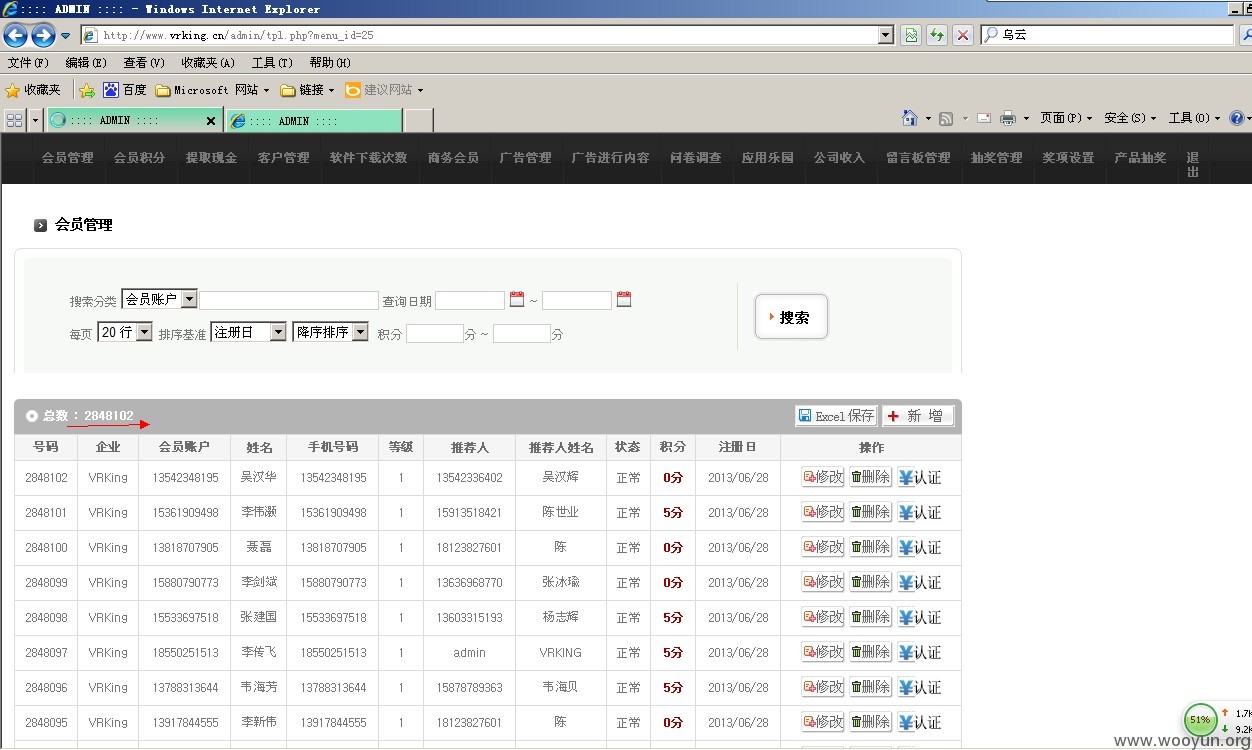 :::: ADMIN :::: - Windows Internet Explorer
http://www.vrking.cn/admin/tpl.php?menu_id=25
乌云
文件(F) 编辑(E) 查看(V) 收藏夹(A) 工具(T) 帮助(H)
收藏夹 百度 Microsoft 网站 链接 建议网站
:::: ADMIN :::: :::: ADMIN :::: 页面(P) 安全(S) 工具(O)
会员管理 会员积分 提取现金 客户管理 软件下载次数 商务会员 广告管理 广告进行内容 问卷调查 应用乐园 公司收入 留言板管理 抽奖管理 奖项设置 产品抽奖 退出
会员管理
搜索分类 会员账户 查询日期 ~
每页 20 行 排序基准 注册日 降序排序 积分 分 ~ 分
搜索
总数 : 2848102 Excel保存 新 增
号码 企业 会员账户 姓名 手机号码 等级 推荐人 推荐人姓名 状态 积分 注册日 操作
2848102 VRKing 13542348195 吴汉华 13542348195 1 13542336402 吴汉辉 正常 0分 2013/06/28 修改 删除 认证
2848101 VRKing 15361909498 李伟灏 15361909498 1 15913518421 陈世业 正常 5分 2013/06/28 修改 删除 认证
2848100 VRKing 13818707905 聂磊 13818707905 1 18123827601 陈 正常 0分 2013/06/28 修改 删除 认证
2848099 VRKing 15880790773 李剑斌 15880790773 1 13636968770 张冰瑜 正常 0分 2013/06/28 修改 删除 认证
2848098 VRKing 15533697518 张建国 15533697518 1 13603315193 杨志辉 正常 5分 2013/06/28 修改 删除 认证
2848097 VRKing 18550251513 李传飞 18550251513 1 admin VRKING 正常 5分 2013/06/28 修改 删除 认证
2848096 VRKing 13788313644 韦海芳 13788313644 1 15878789363 韦海贝 正常 5分 2013/06/28 修改 删除 认证
2848095 VRKing 13917844555 李新伟 13917844555 1 18123827601 陈 正常 0分 2013/06/28 修改 删除 认证
51% 1.7K
9.2K
www.wooyun.org